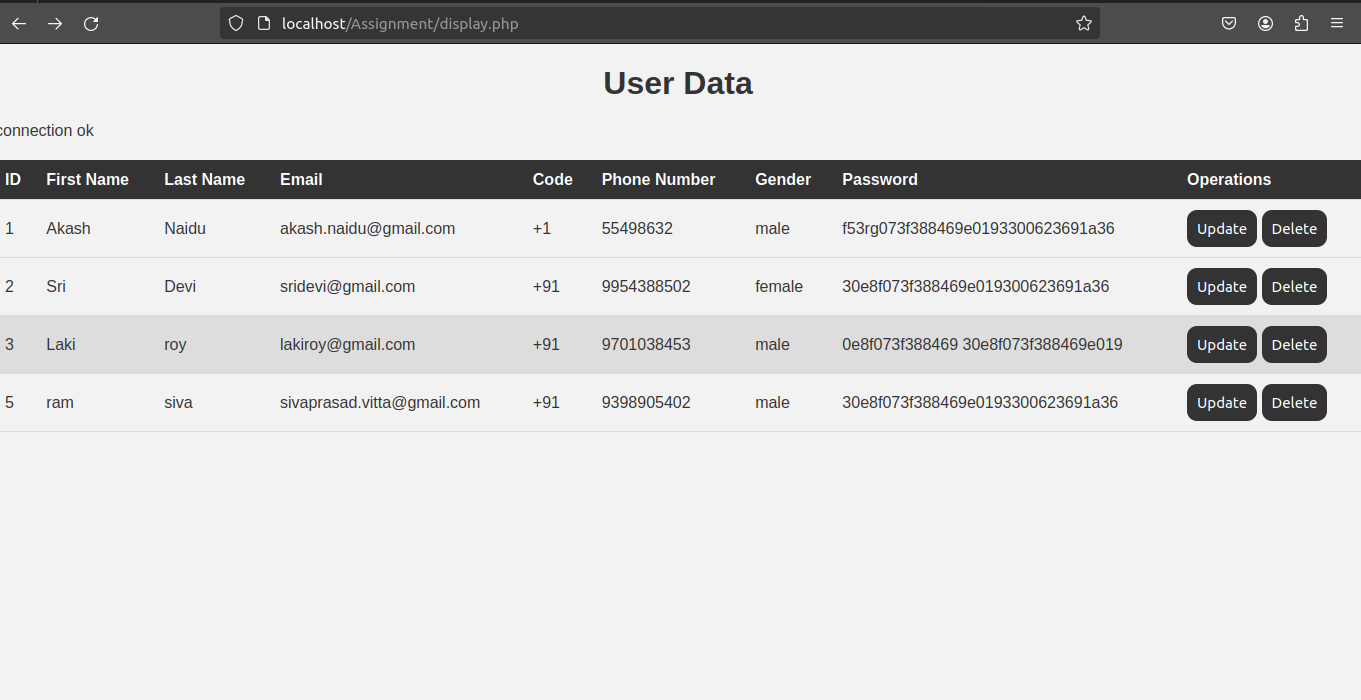 localhost/Assignment/display.php
User Data
connection ok
ID First Name Last Name Email Code Phone Number Gender Password Operations
1 Akash Naidu akash.naidu@gmail.com +1 55498632 male f53rg073f388469e0193300623691a36 Update Delete
2 Sri Devi sridevi@gmail.com +91 9954388502 female 30e8f073f388469e019300623691a36 Update Delete
3 Laki roy lakiroy@gmail.com +91 9701038453 male 0e8f073f388469 30e8f073f388469e019 Update Delete
5 ram siva sivaprasad.vitta@gmail.com +91 9398905402 male 30e8f073f388469e0193300623691a36 Update Delete